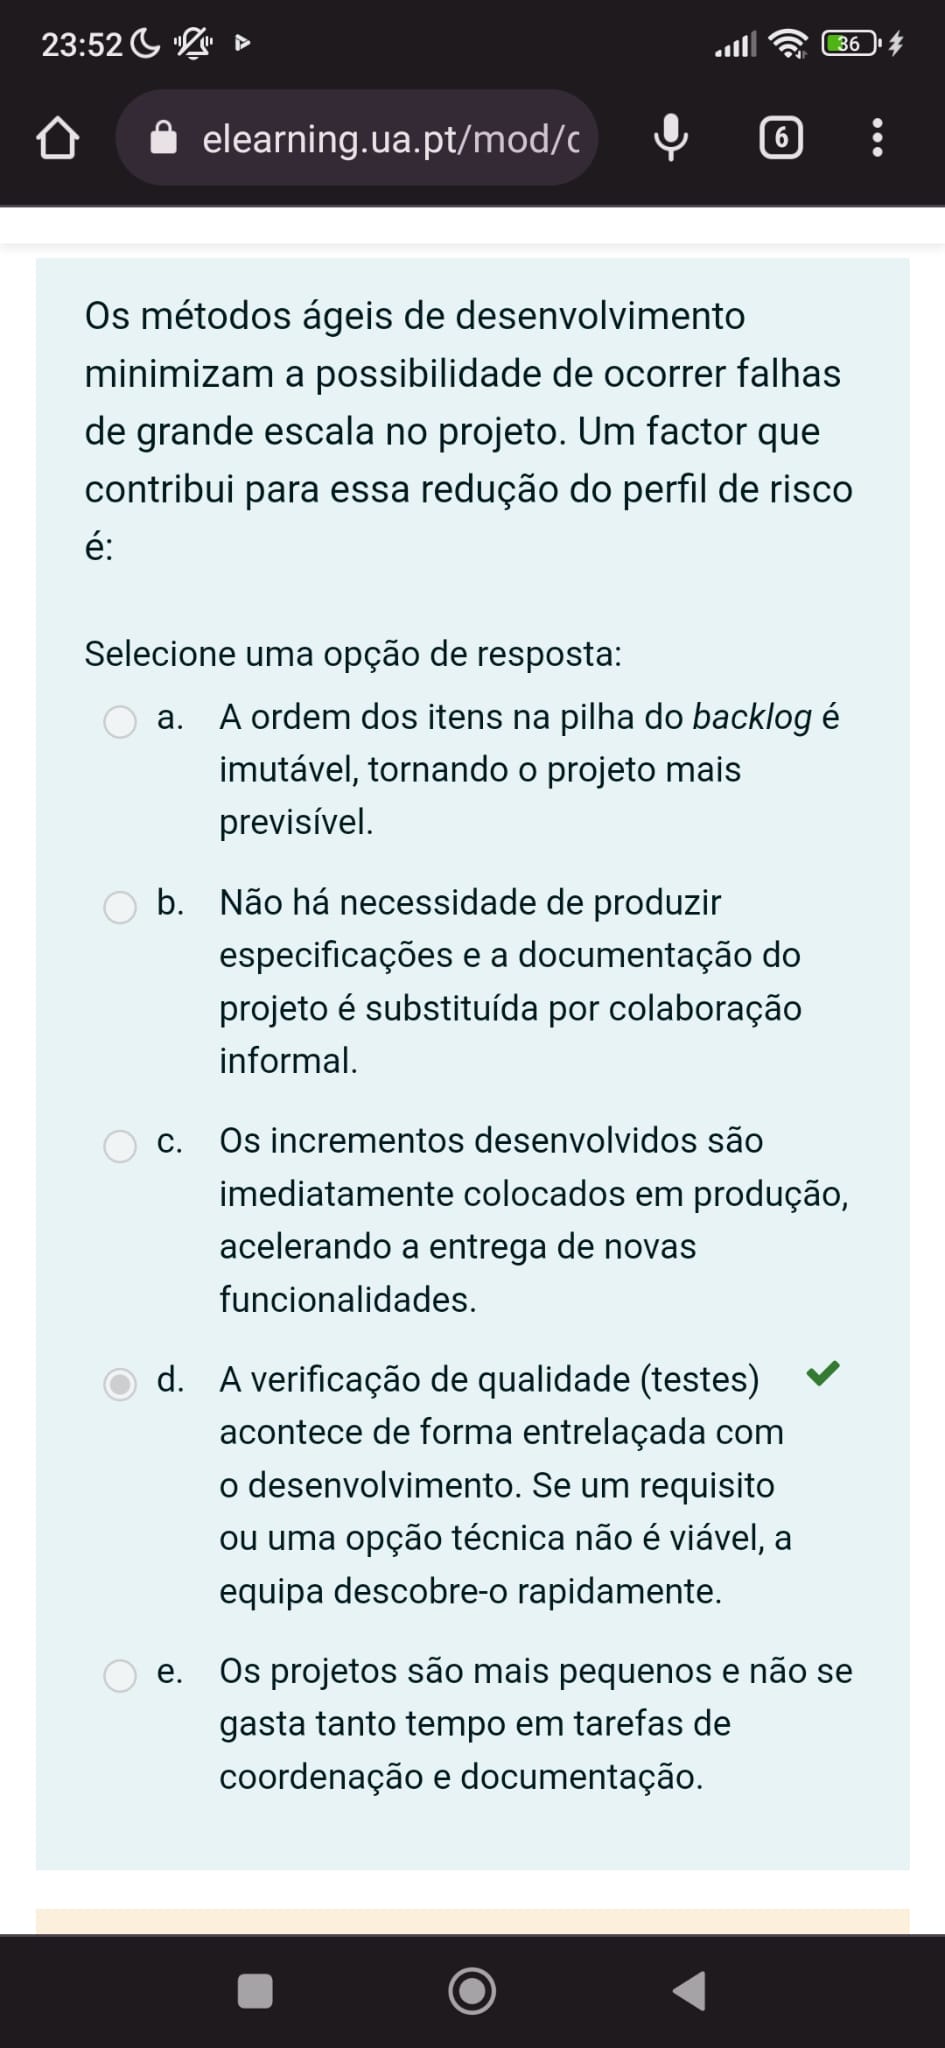 23:52
36
elearning.ua.pt/mod/c
6
Os métodos ágeis de desenvolvimento
minimizam a possibilidade de ocorrer falhas
de grande escala no projeto. Um factor que
contribui para essa redução do perfil de risco
é:
Selecione uma opção de resposta:
a. A ordem dos itens na pilha do backlog é
imutável, tornando o projeto mais
previsível.
b. Não há necessidade de produzir
especificações e a documentação do
projeto é substituída por colaboração
informal.
c. Os incrementos desenvolvidos são
imediatamente colocados em produção,
acelerando a entrega de novas
funcionalidades.
d. A verificação de qualidade (testes)
acontece de forma entrelaçada com
o desenvolvimento. Se um requisito
ou uma opção técnica não é viável, a
equipa descobre-o rapidamente.
e. Os projetos são mais pequenos e não se
gasta tanto tempo em tarefas de
coordenação e documentação.